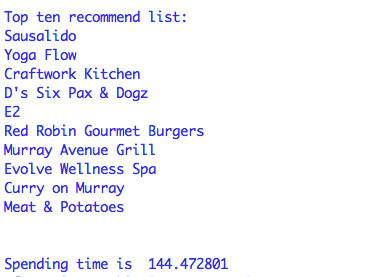 Top ten recommend list:
Sausalido
Yoga Flow
Craftwork Kitchen
D's Six Pax & Dogz
E2
Red Robin Gourmet Burgers
Murray Avenue Grill
Evolve Wellness Spa
Curry on Murray
Meat & Potatoes
Spending time is  144.472801